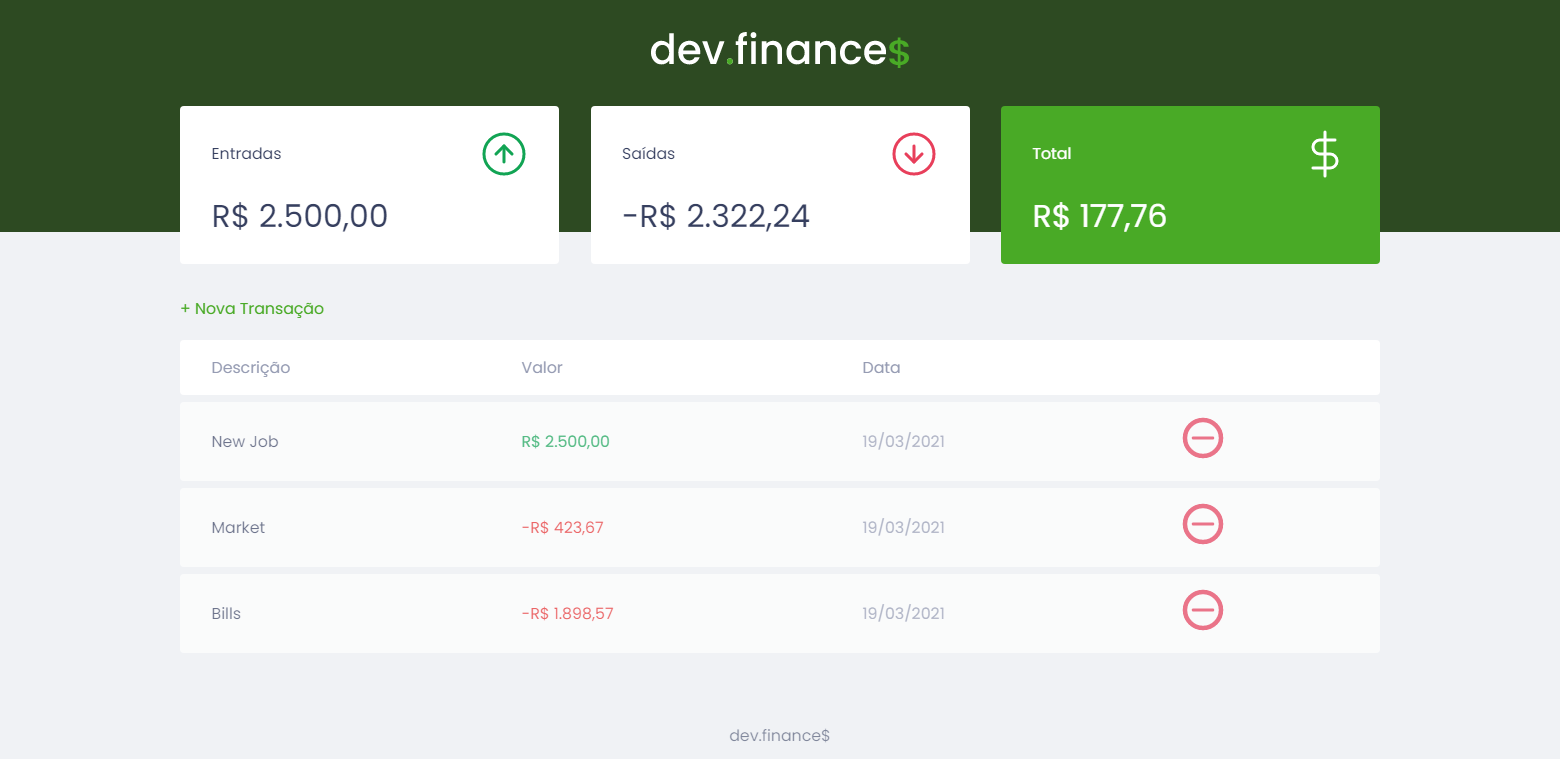 dev.finance$
Entradas
R$ 2.500,00
Saídas
-R$ 2.322,24
Total
R$ 177,76
+ Nova Transação
Descrição Valor Data
New Job R$ 2.500,00 19/03/2021
Market -R$ 423,67 19/03/2021
Bills -R$ 1.898,57 19/03/2021
dev.finance$